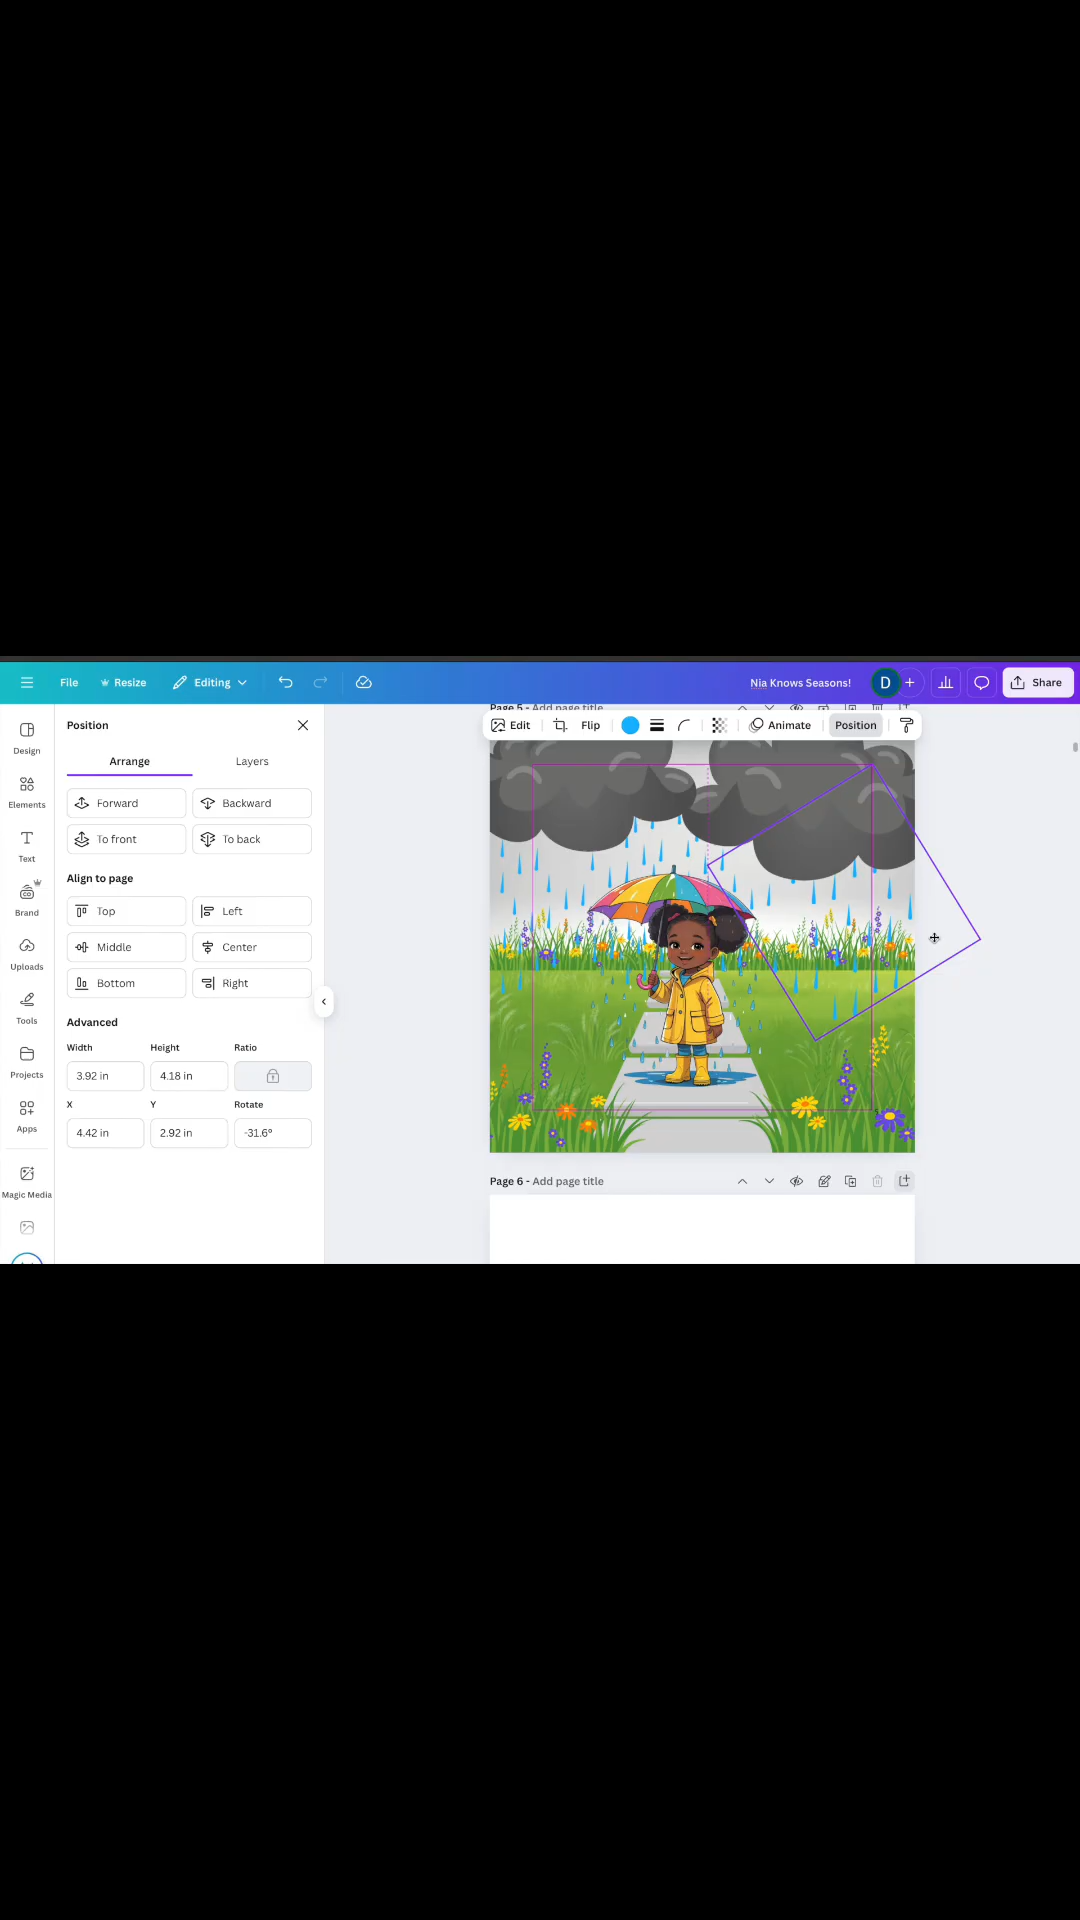 File Resize Editing Nia Knows Seasons! D Share
Page 5 - Add page title
Edit Flip Animate Position
Design
Elements
Text
Brand
Uploads
Tools
Projects
Apps
Magic Media
Position
Arrange Layers
Forward Backward
To front To back
Align to page
Top Left
Middle Center
Bottom Right
Advanced
Width Height Ratio
3.92 in 4.18 in
X Y Rotate
4.42 in 2.92 in -31.6°
Page 6 - Add page title